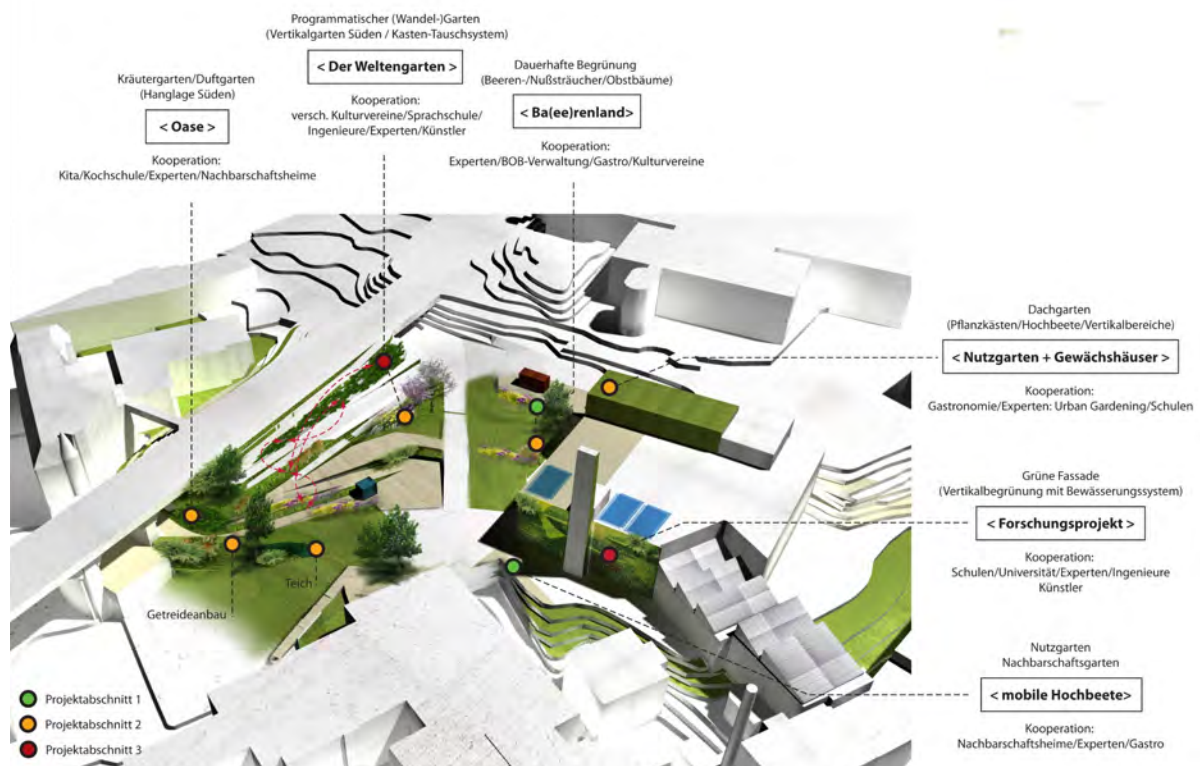 Programmatischer (Wandel-)Garten
(Vertikalgarten Süden / Kasten-Tauschsystem)
< Der Weltengarten >
Kooperation:
versch. Kulturvereine/Sprachschule/
Ingenieure/Experten/Künstler
Kräutergarten/Duftgarten
(Hanglage Süden)
< Oase >
Kooperation:
Kita/Kochschule/Experten/Nachbarschaftsheime
Dauerhafte Begrünung
(Beeren-/Nußsträucher/Obstbäume)
< Ba(ee)renland>
Kooperation:
Experten/BOB-Verwaltung/Gastro/Kulturvereine
Dachgarten
(Pflanzkästen/Hochbeete/Vertikalbereiche)
< Nutzgarten + Gewächshäuser >
Kooperation:
Gastronomie/Experten: Urban Gardening/Schulen
Grüne Fassade
(Vertikalbegrünung mit Bewässerungssystem)
< Forschungsprojekt >
Kooperation:
Schulen/Universität/Experten/Ingenieure
Künstler
Nutzgarten
Nachbarschaftsgarten
< mobile Hochbeete>
Kooperation:
Nachbarschaftsheime/Experten/Gastro
Teich
Getreideanbau
Projektabschnitt 1
Projektabschnitt 2
Projektabschnitt 3